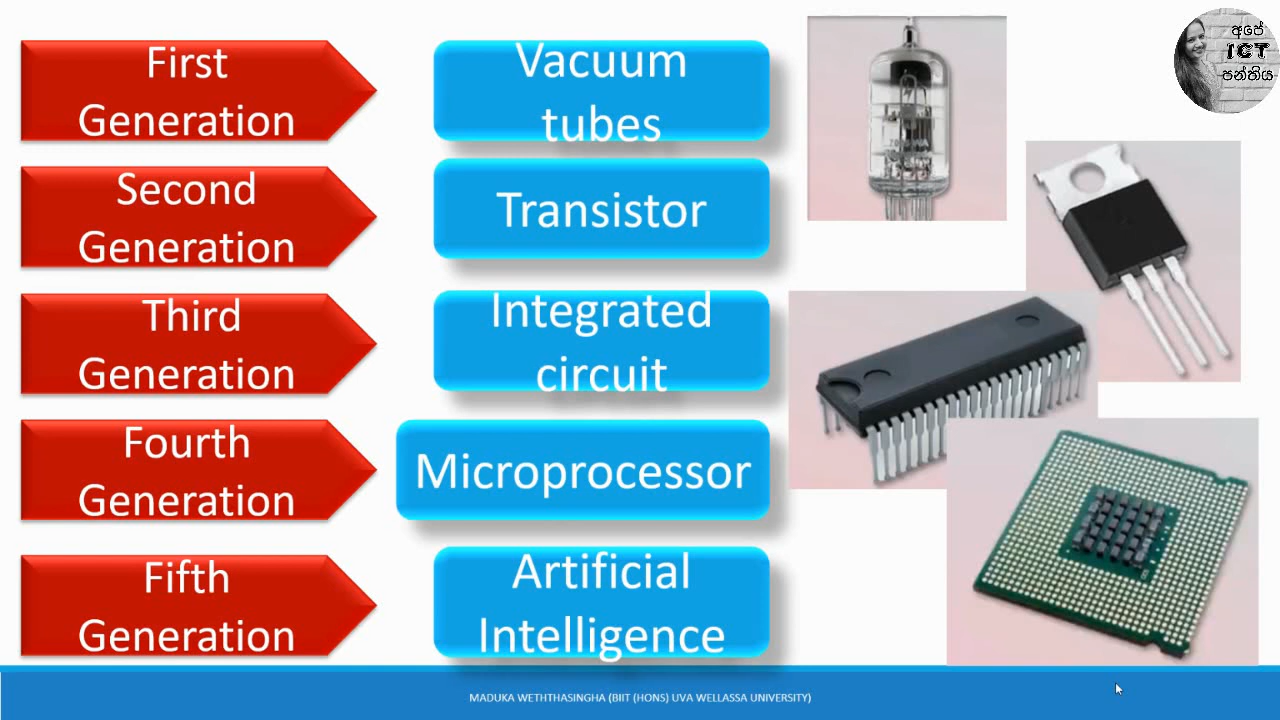 First
Generation
Vacuum
tubes
Second
Generation
Transistor
Third
Generation
Integrated
circuit
Fourth
Generation
Microprocessor
Fifth
Generation
Artificial
Intelligence
අපේ
ICT
පන්තිය
MADUKA WETHTHASINGHA (BIIT (HONS) UVA WELLASSA UNIVERSITY)